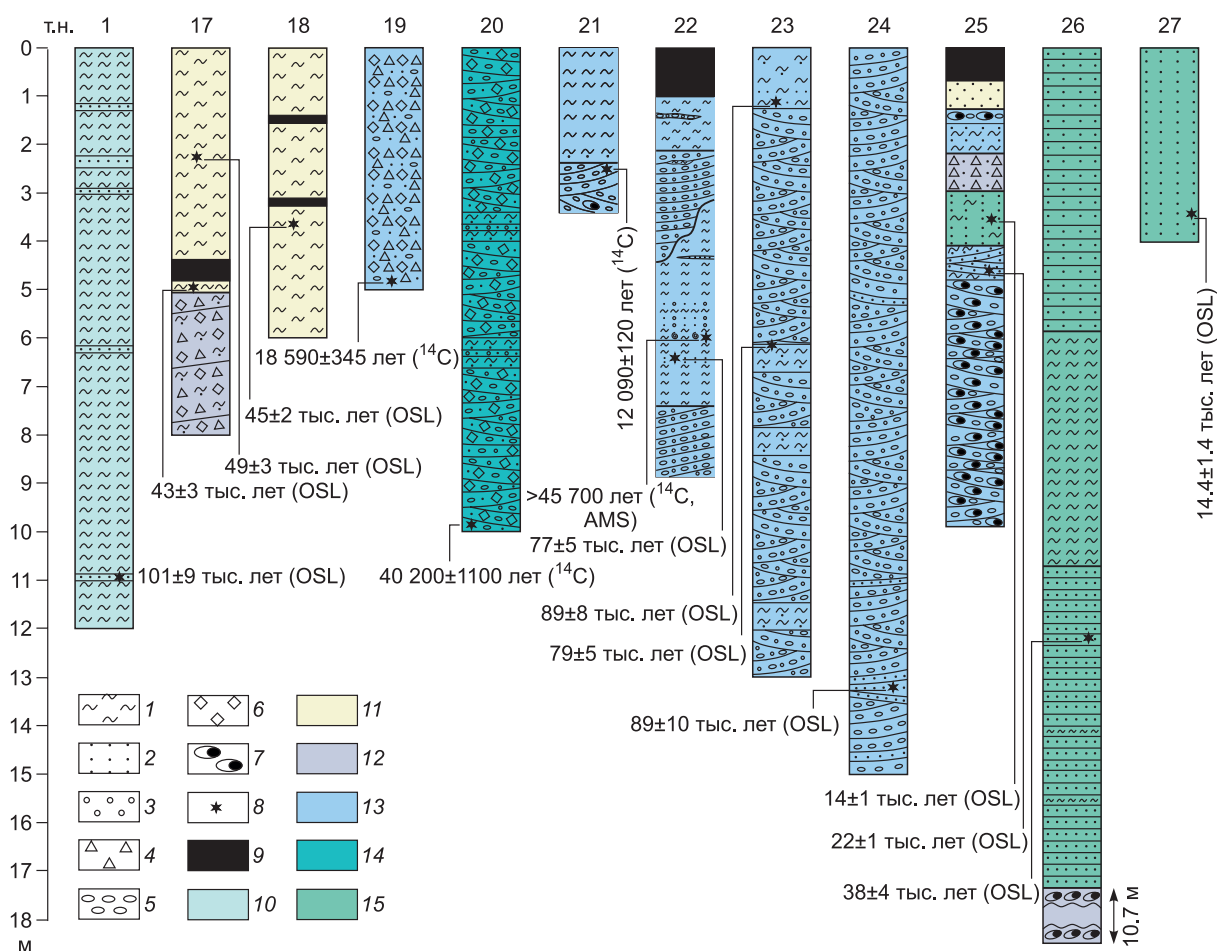 т.н. 1 17 18 19 20 21 22 23 24 25 26 27
0
1
2
3
4
5
6
7
8
9
10
11
12
13
14
15
16
17
18
м
101±9 тыс. лет (OSL)
43±3 тыс. лет (OSL)
49±3 тыс. лет (OSL)
45±2 тыс. лет (OSL)
18 590±345 лет (14C)
40 200±1100 лет (14C)
12 090±120 лет (14C)
>45 700 лет (14C,
AMS)
77±5 тыс. лет (OSL)
89±8 тыс. лет (OSL)
79±5 тыс. лет (OSL)
89±10 тыс. лет (OSL)
14±1 тыс. лет (OSL)
22±1 тыс. лет (OSL)
38±4 тыс. лет (OSL)
14.4±1.4 тыс. лет (OSL)
10.7 м
1 6 11
2 7 12
3 8 13
4 9 14
5 10 15